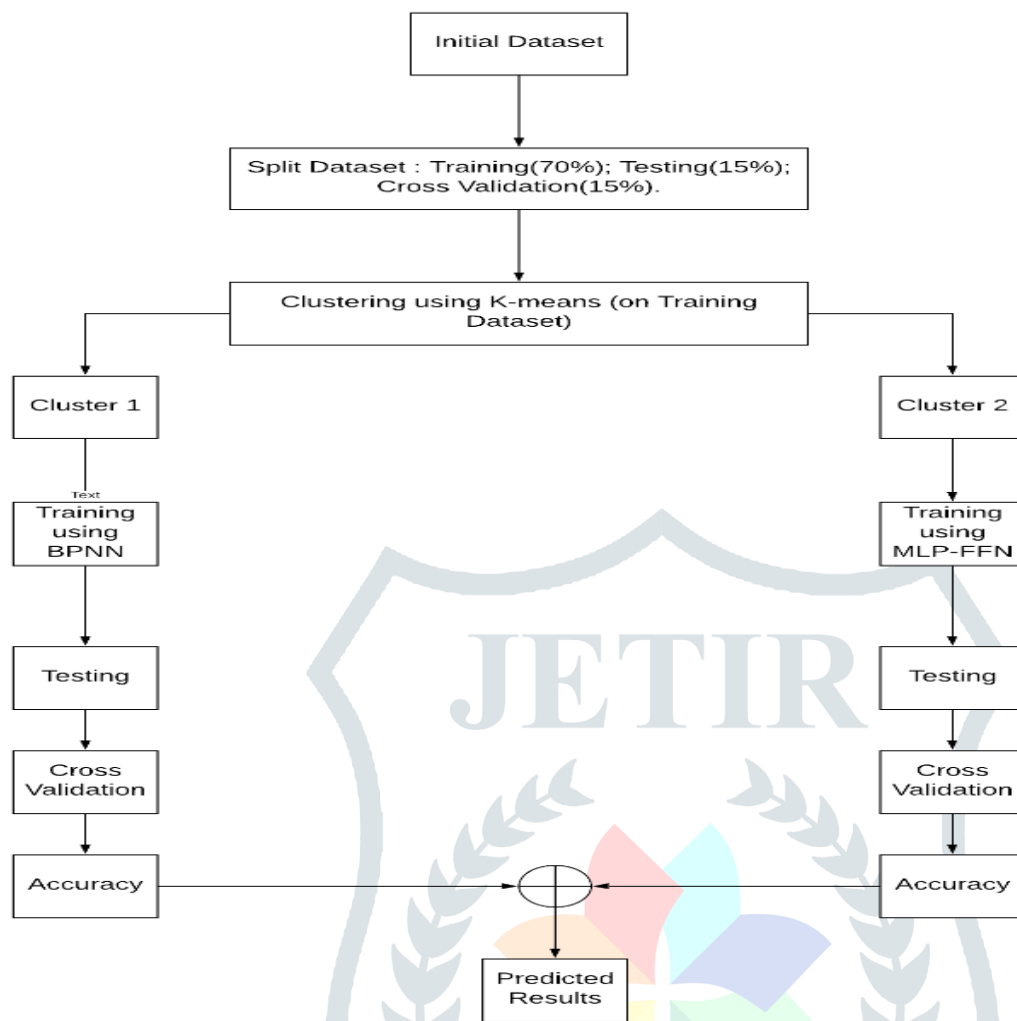 Initial Dataset
Split Dataset : Training(70%); Testing(15%);
Cross Validation(15%).
Clustering using K-means (on Training
Dataset)
Cluster 1
Cluster 2
Text
Training
using
BPNN
Training
using
MLP-FFN
Testing
Testing
Cross
Validation
Cross
Validation
Accuracy
Accuracy
Predicted
Results
JETIR